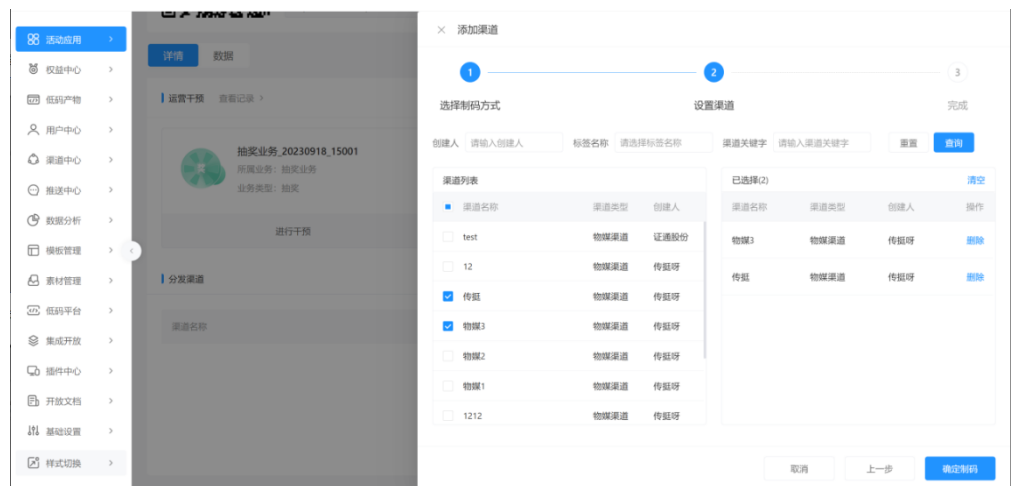 活动应用
权益中心
低码产物
用户中心
渠道中心
推送中心
数据分析
模板管理
素材管理
低码平台
集成开放
插件中心
开放文档
基础设置
样式切换
详情 数据
运营干预 查看记录
抽奖业务_20230918_15001
所属业务：抽奖业务
业务类型：抽奖
进行干预
分发渠道
渠道名称
添加渠道
1 2 3
选择制码方式 设置渠道 完成
创建人 请输入创建人 标签名称 请选择标签名称 渠道关键字 请输入渠道关键字 重置 查询
渠道列表
渠道名称 渠道类型 创建人
test 物媒渠道 证通股份
12 物媒渠道 传挺呀
传挺 物媒渠道 传挺呀
物媒3 物媒渠道 传挺呀
物媒2 物媒渠道 传挺呀
物媒1 物媒渠道 传挺呀
1212 物媒渠道 传挺呀
已选择(2) 清空
渠道名称 渠道类型 创建人 操作
物媒3 物媒渠道 传挺呀 删除
传挺 物媒渠道 传挺呀 删除
取消 上一步 确定制码